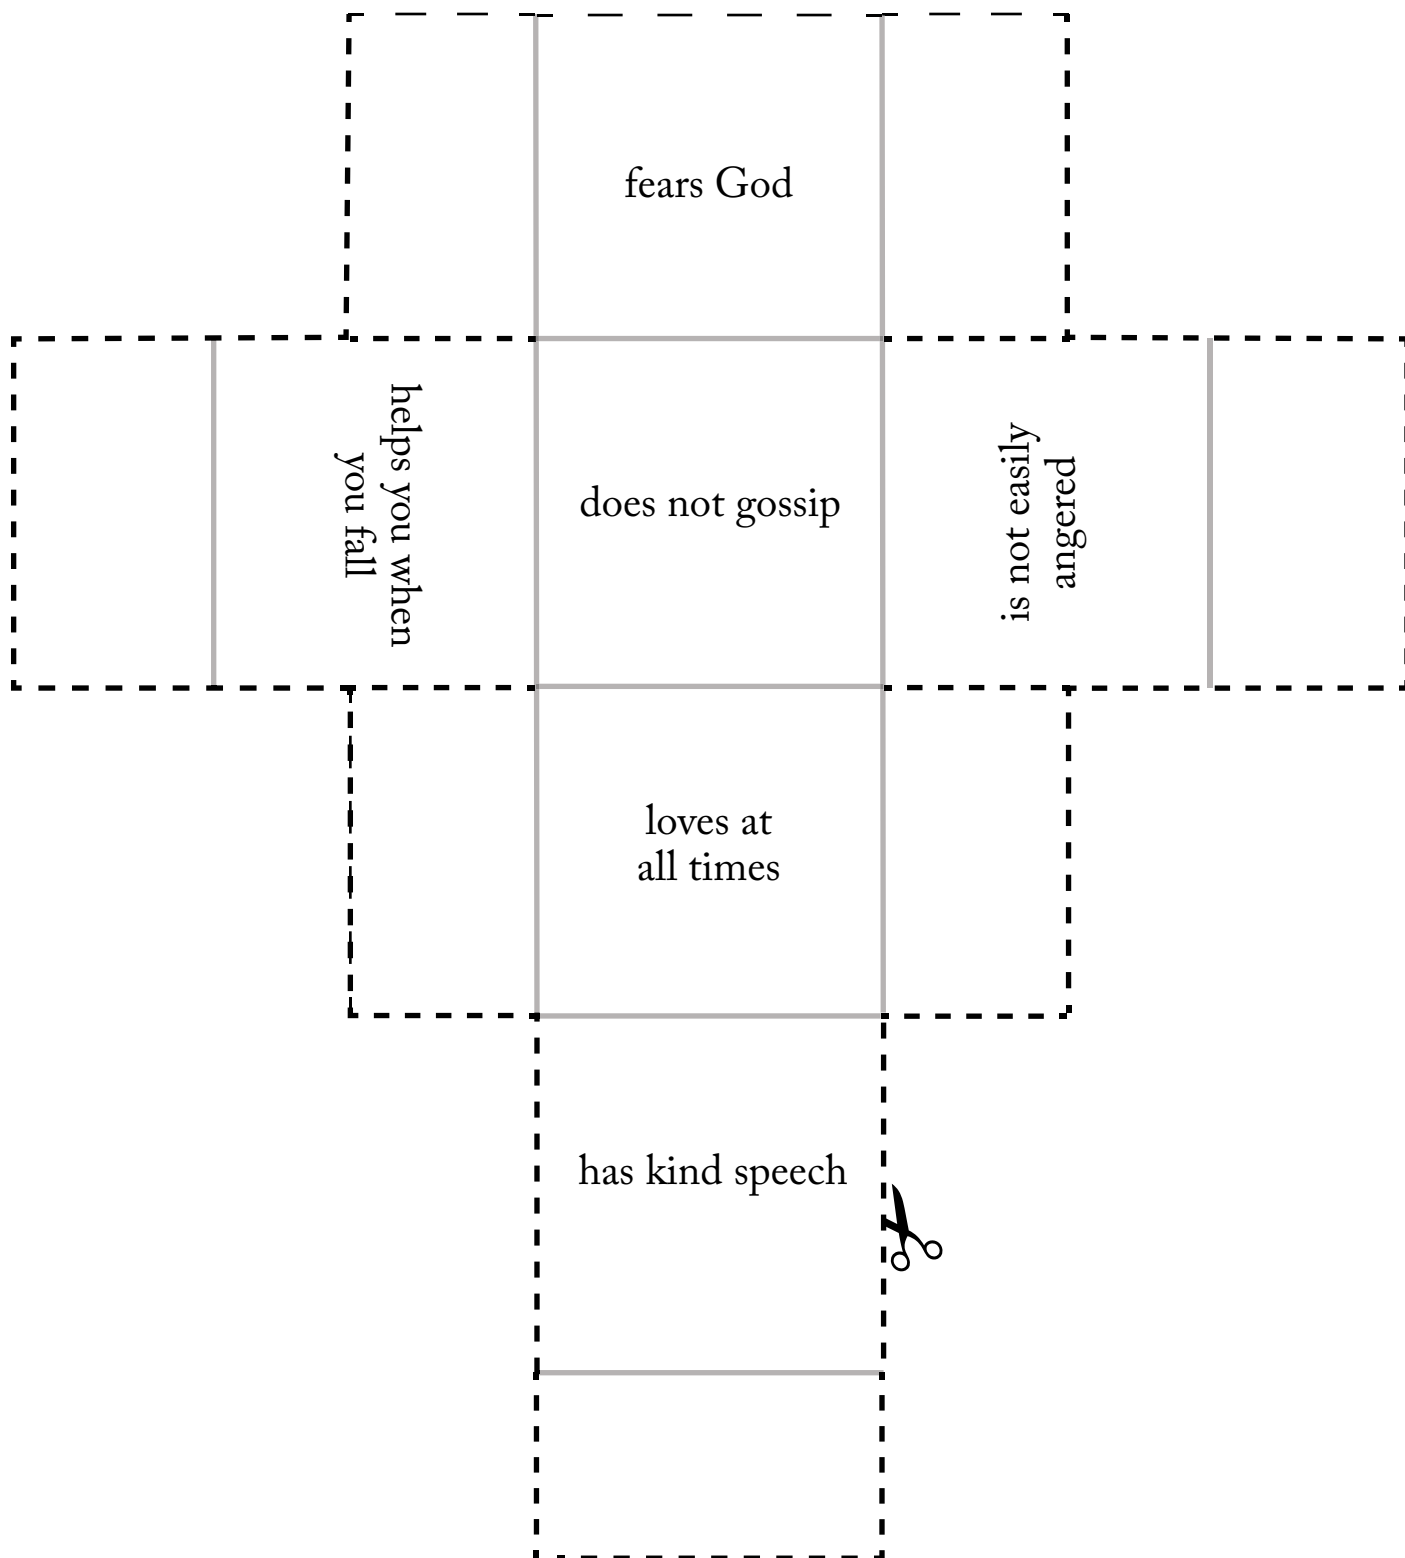 fears God
helps you when
you fall
does not gossip
is not easily
angered
loves at
all times
has kind speech